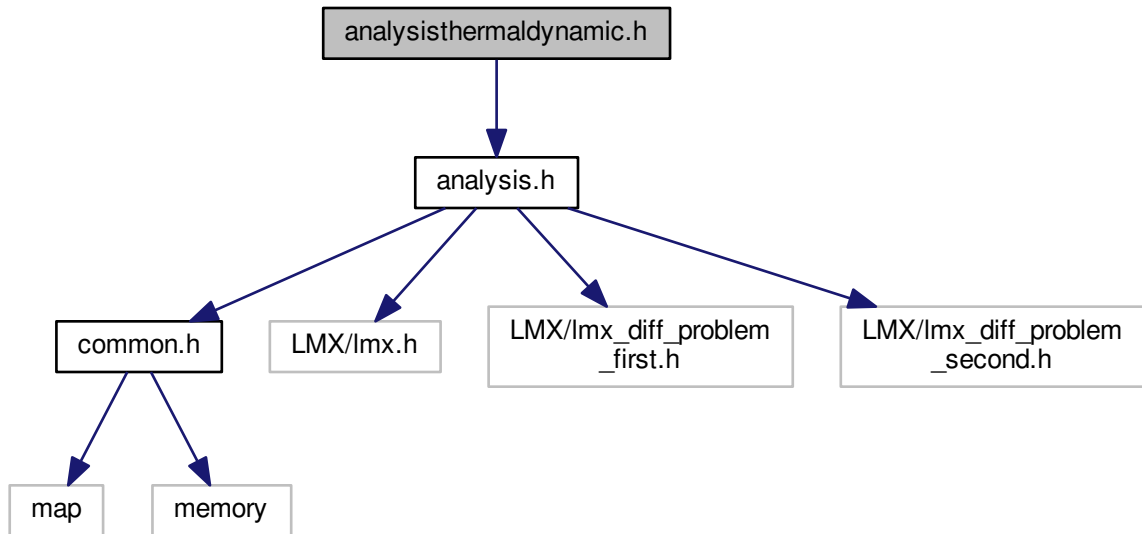 analysisthermaldynamic.h
analysis.h
common.h
LMX/lmx.h
LMX/lmx_diff_problem
_first.h
LMX/lmx_diff_problem
_second.h
map
memory